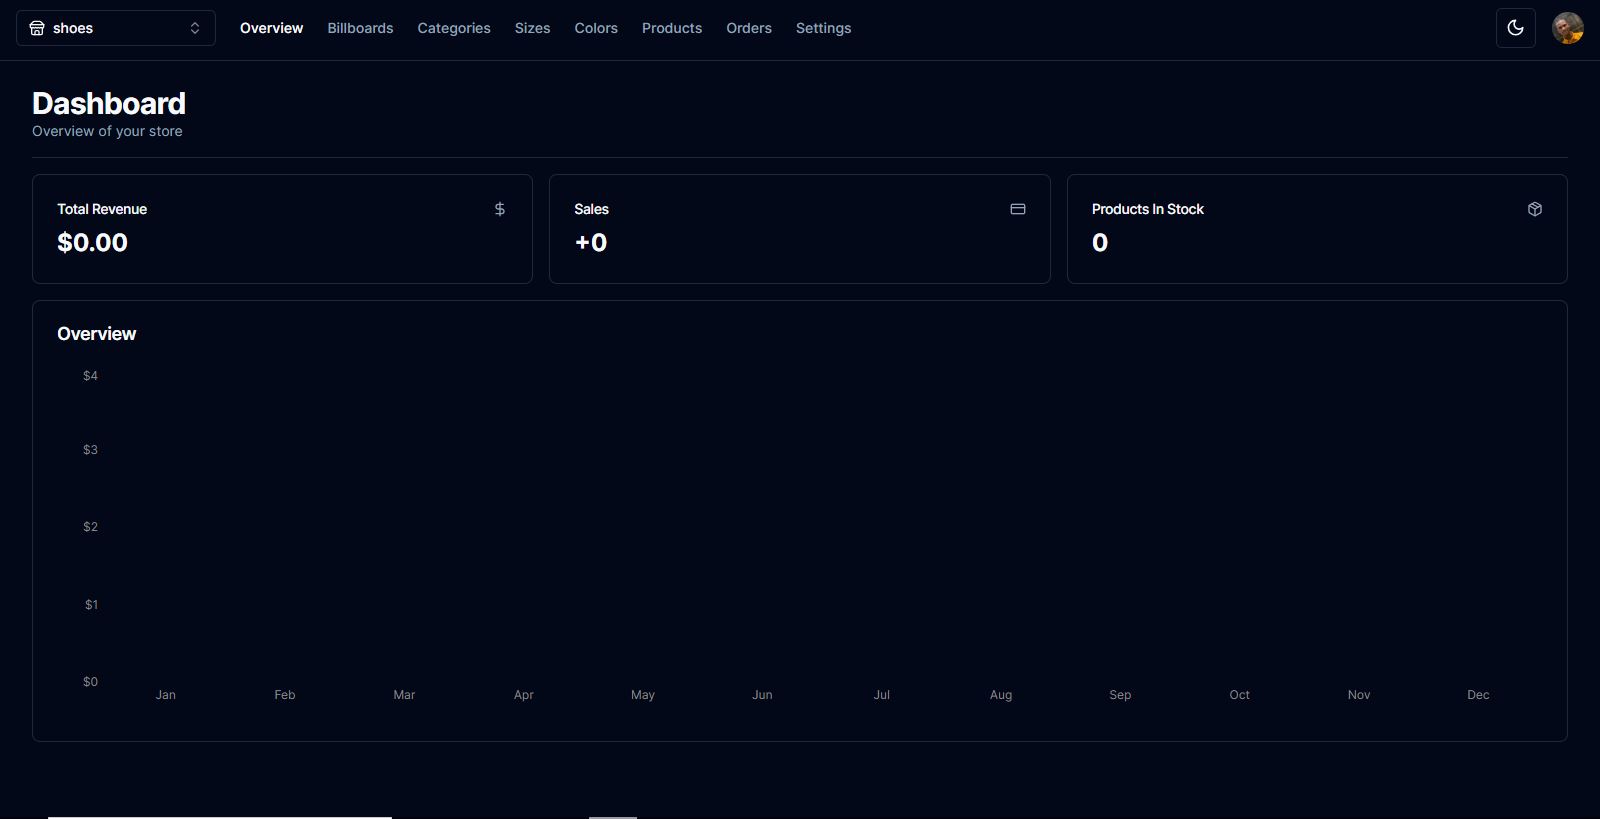 shoes Overview Billboards Categories Sizes Colors Products Orders Settings
Dashboard
Overview of your store
Total Revenue
$0.00
Sales
+0
Products In Stock
0
Overview
$4
$3
$2
$1
$0
Jan Feb Mar Apr May Jun Jul Aug Sep Oct Nov Dec